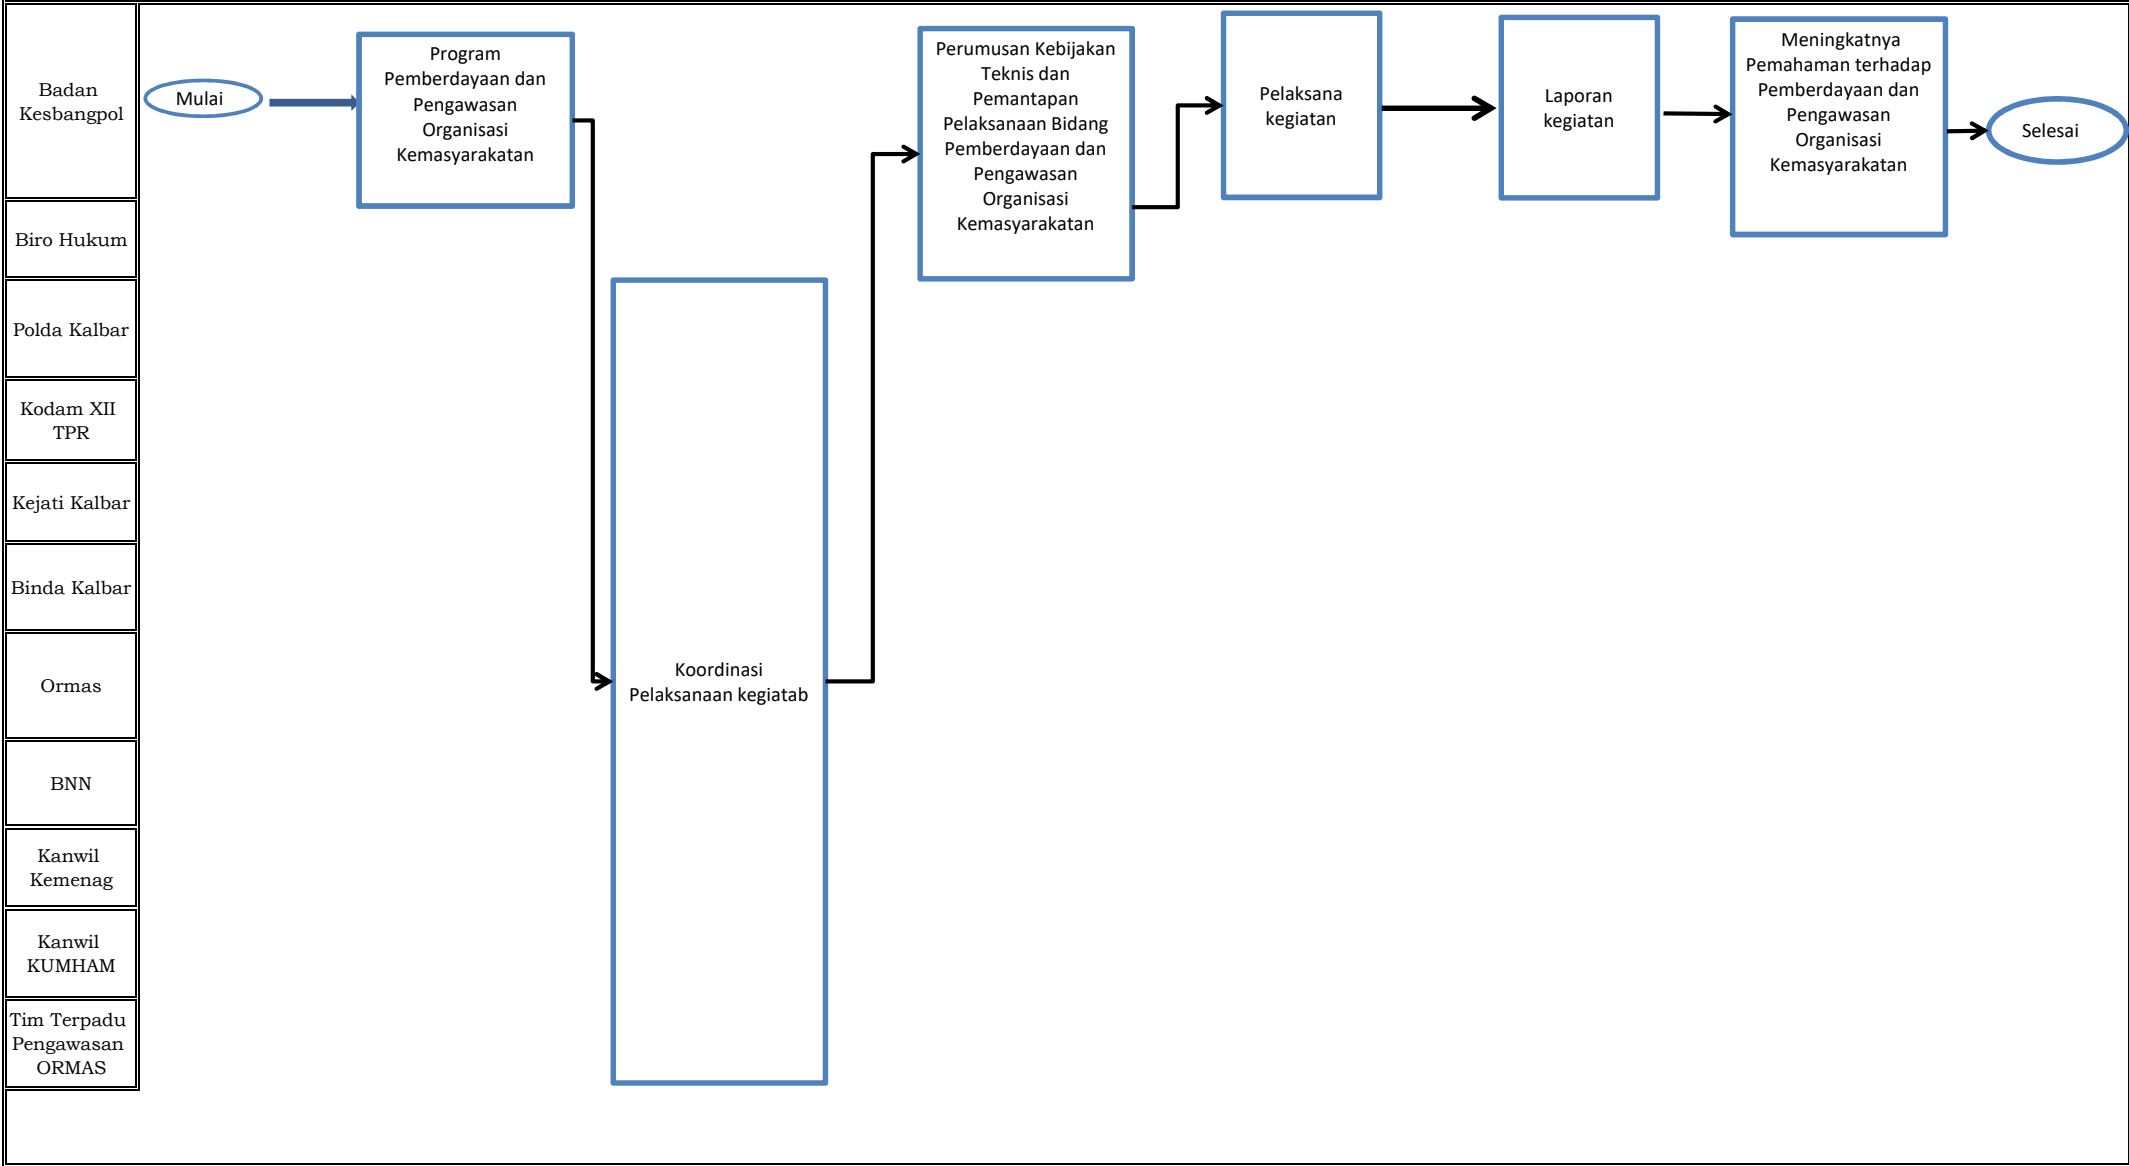 Badan
Kesbangpol
Mulai
Program
Pemberdayaan dan
Pengawasan
Organisasi
Kemasyarakatan
Perumusan Kebijakan
Teknis dan
Pemantapan
Pelaksanaan Bidang
Pemberdayaan dan
Pengawasan
Organisasi
Kemasyarakatan
Pelaksana
kegiatan
Laporan
kegiatan
Meningkatnya
Pemahaman terhadap
Pemberdayaan dan
Pengawasan
Organisasi
Kemasyarakatan
Selesai
Biro Hukum
Polda Kalbar
Kodam XII
TPR
Kejati Kalbar
Binda Kalbar
Ormas
Koordinasi
Pelaksanaan kegiatab
BNN
Kanwil
Kemenag
Kanwil
KUMHAM
Tim Terpadu
Pengawasan
ORMAS